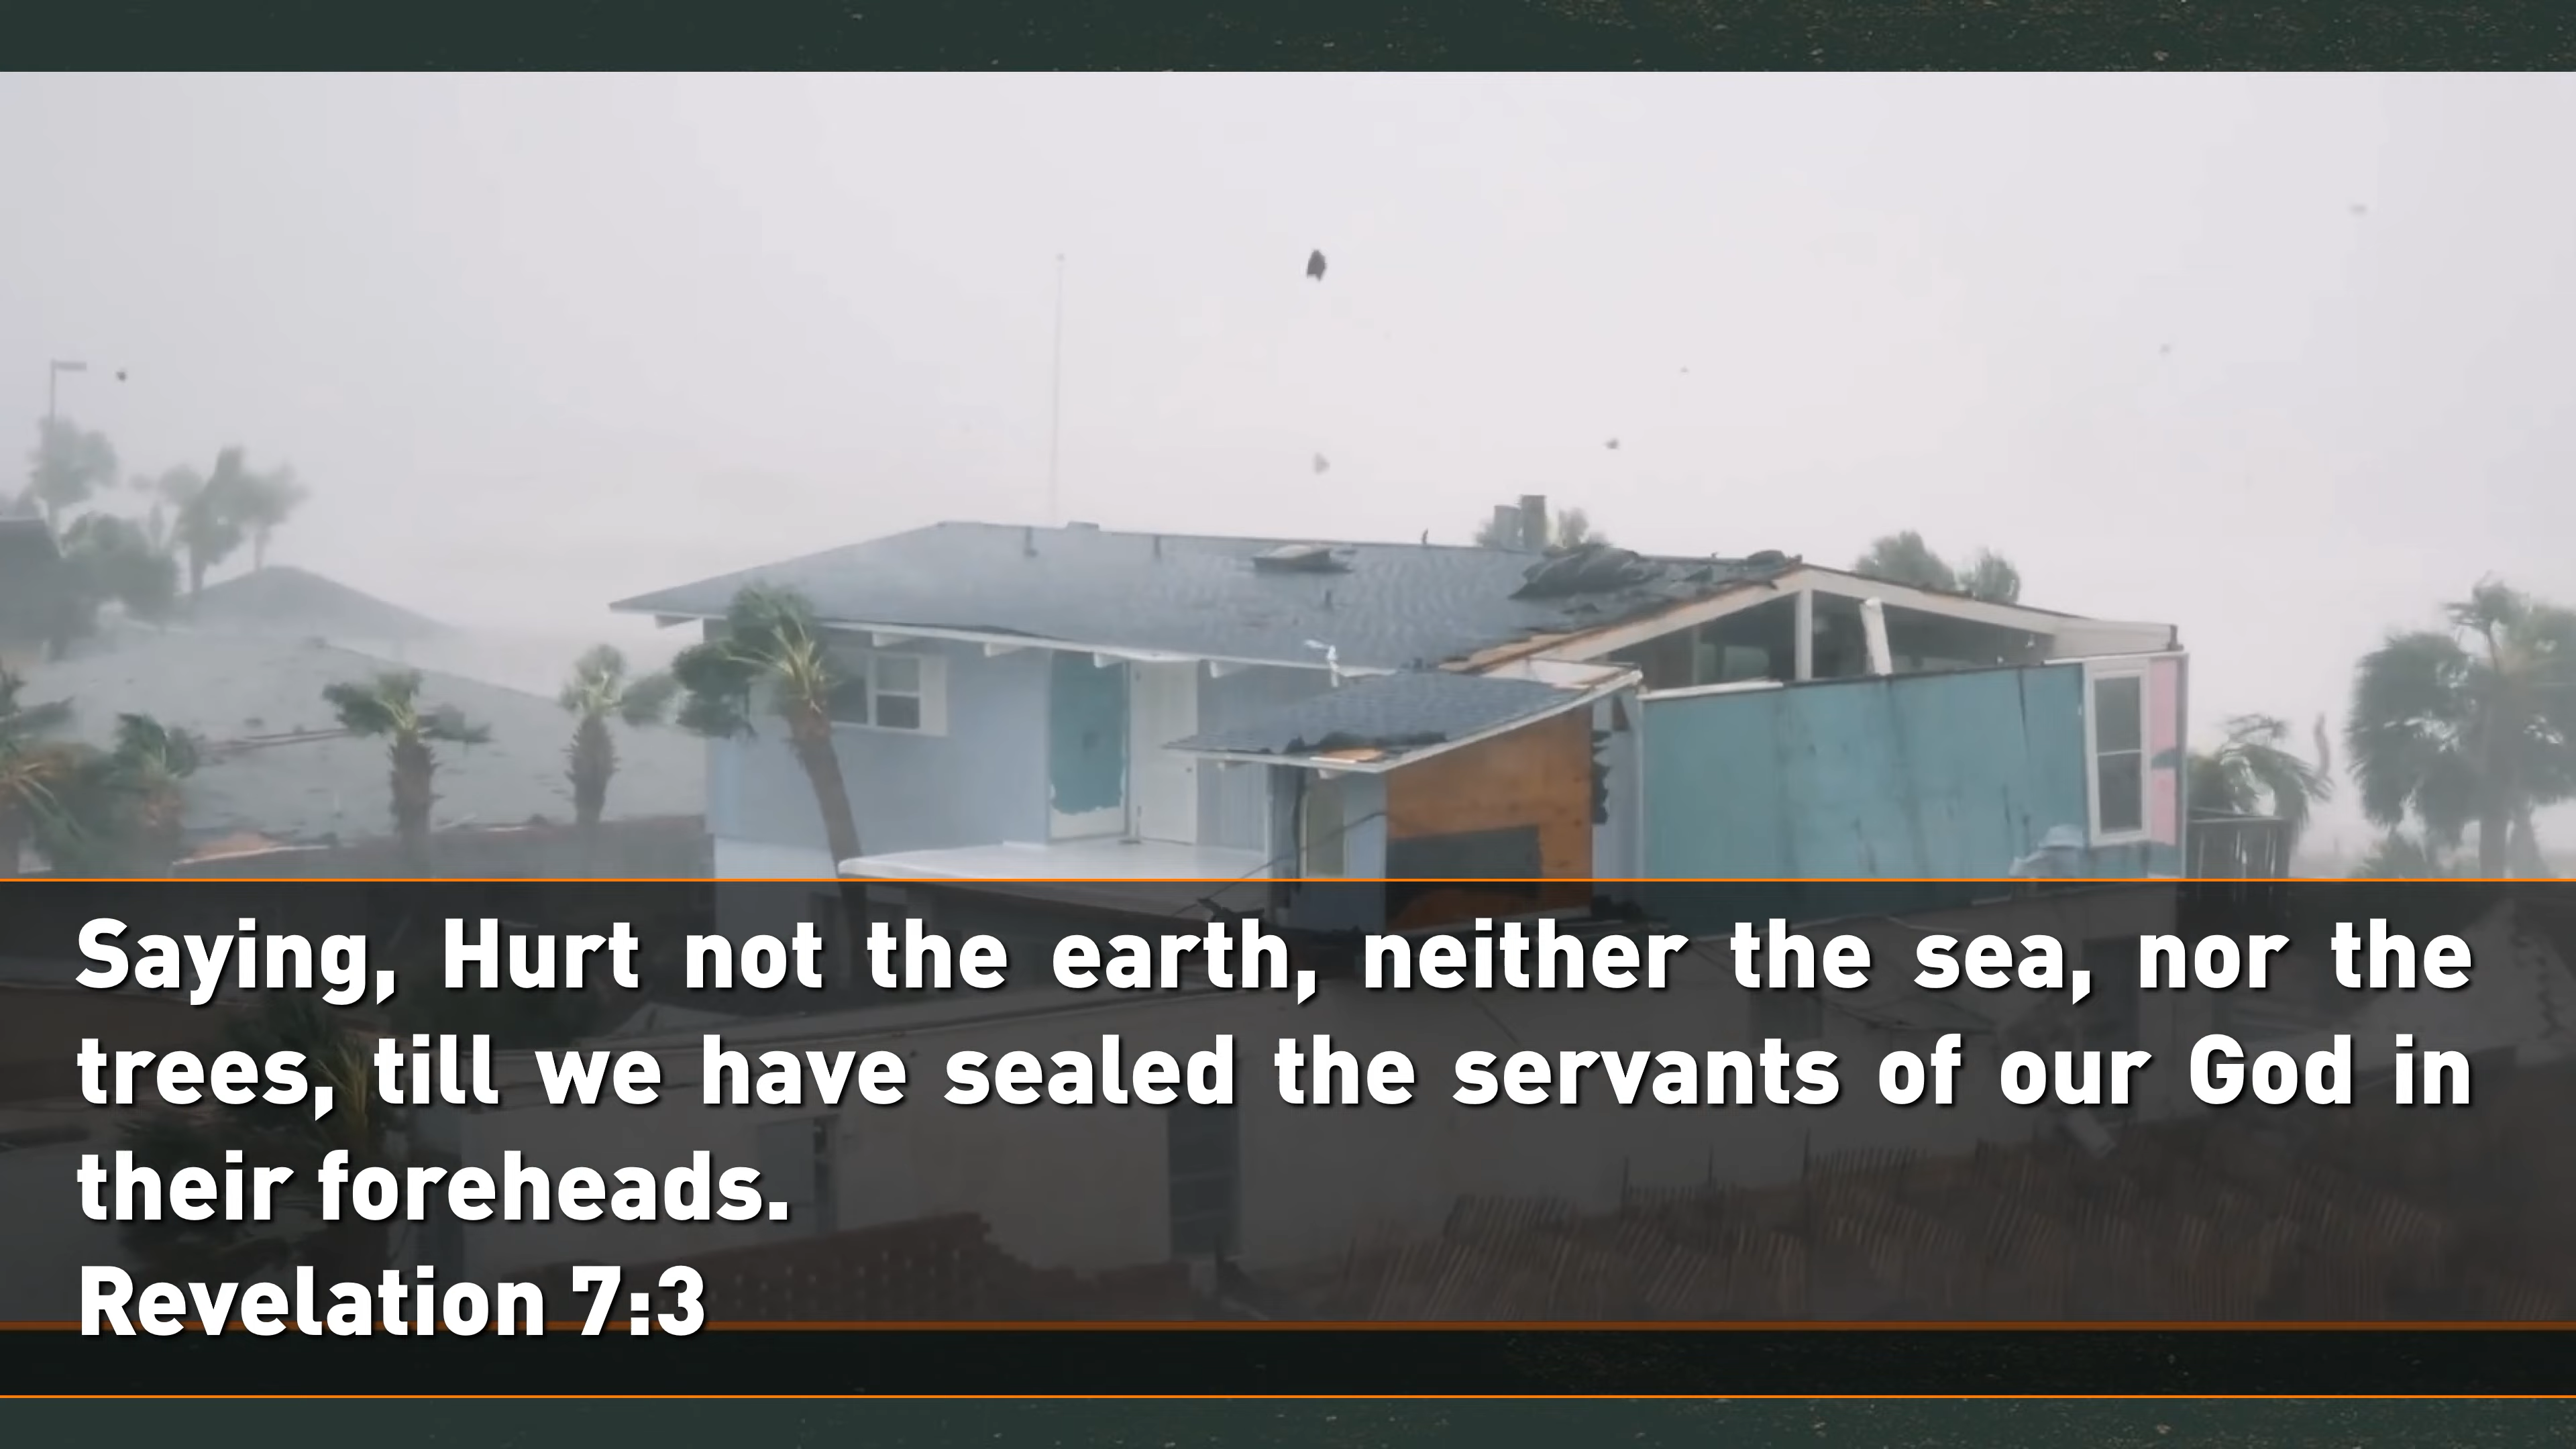 Saying, Hurt not the earth, neither the sea, nor the
trees, till we have sealed the servants of our God in
their foreheads.
Revelation 7:3